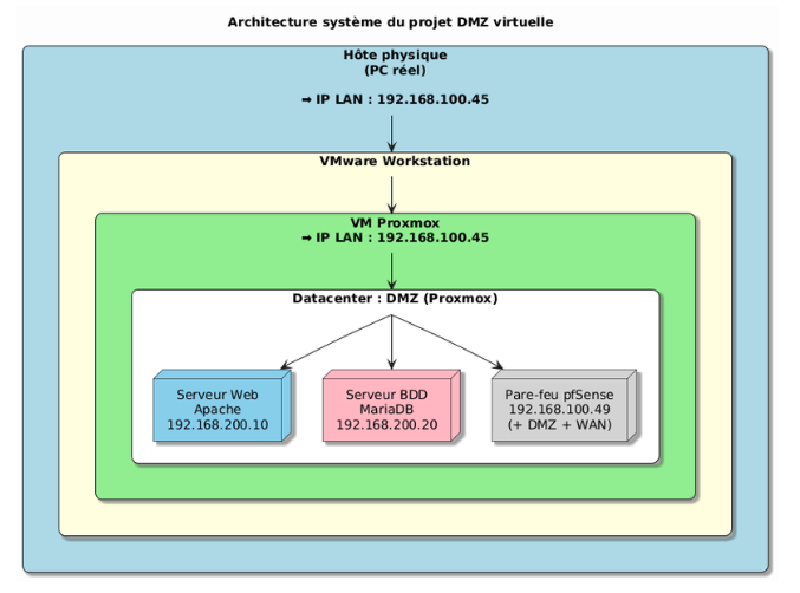 Architecture système du projet DMZ virtuelle
Hôte physique
(PC réel)
➡ IP LAN : 192.168.100.45
VMware Workstation
VM Proxmox
➡ IP LAN : 192.168.100.45
Datacenter : DMZ (Proxmox)
Serveur Web
Apache
192.168.200.10
Serveur BDD
MariaDB
192.168.200.20
Pare-feu pfSense
192.168.100.49
(+ DMZ + WAN)